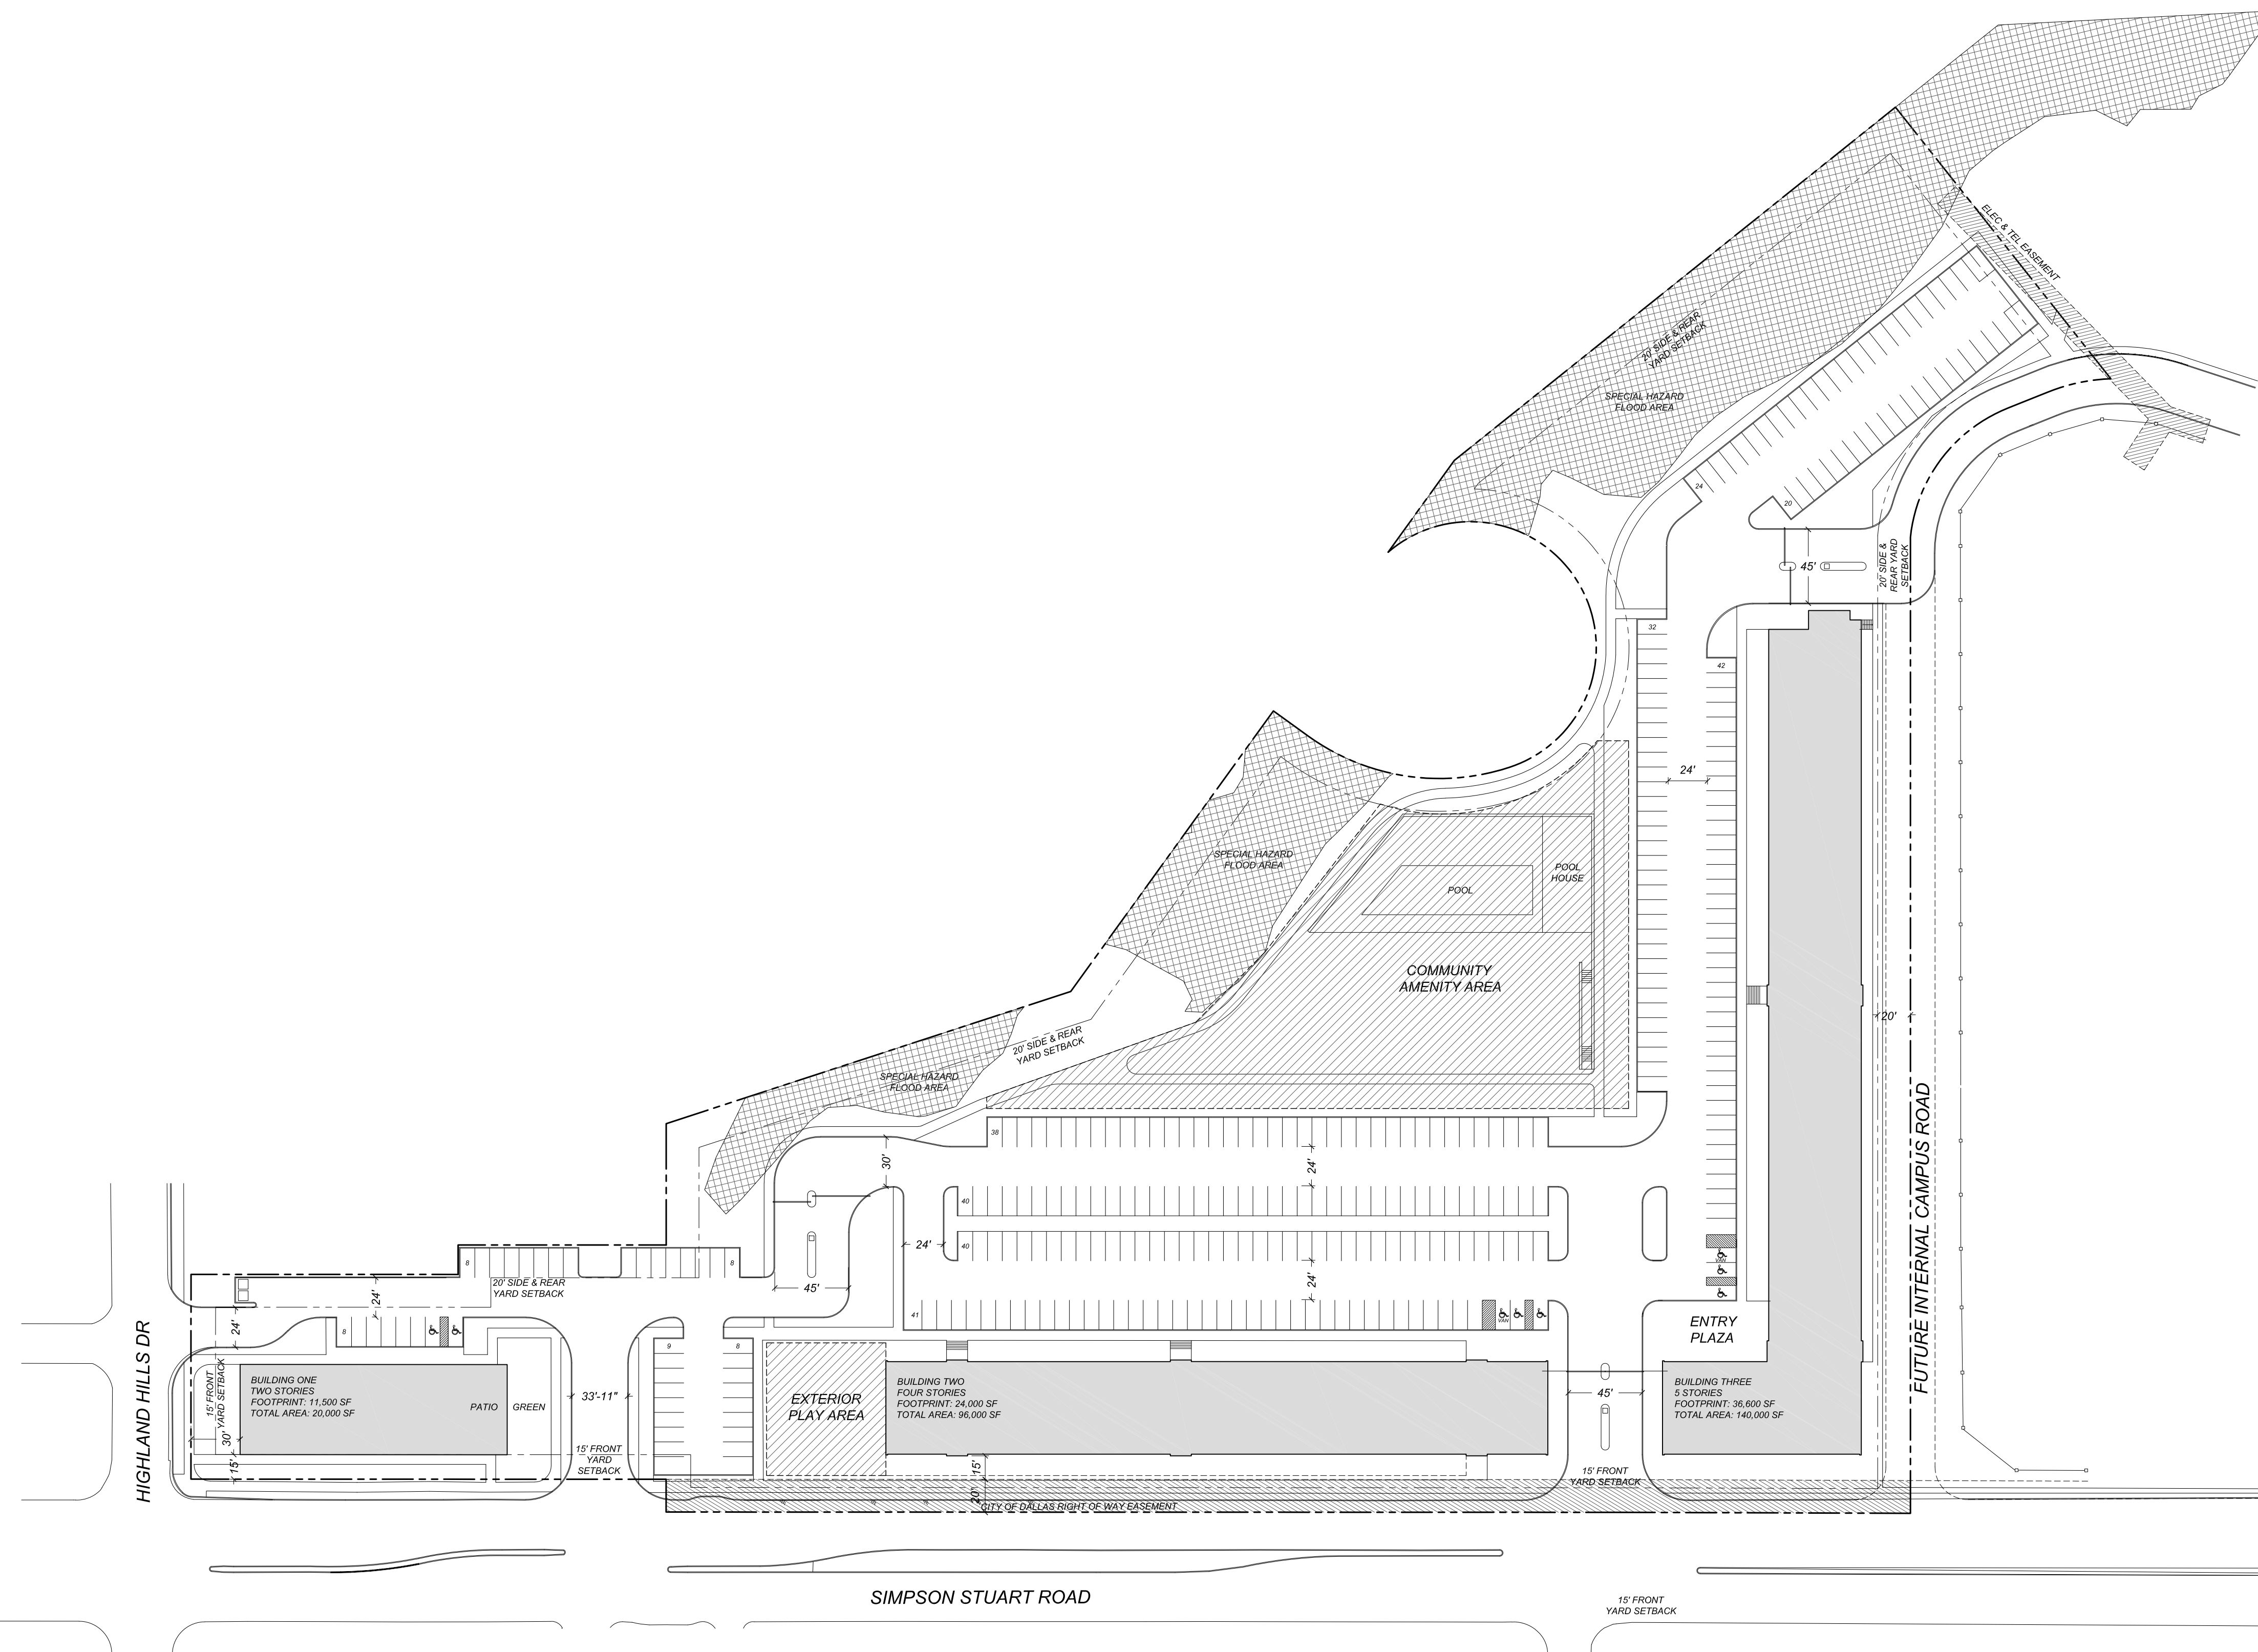 ELEC & TEL EASEMENT
20' SIDE & REAR
YARD SETBACK
SPECIAL HAZARD
FLOOD AREA
24
20
45'
20' SIDE &
REAR YARD
SETBACK
32
42
24'
SPECIAL HAZARD
FLOOD AREA
POOL
HOUSE
POOL
COMMUNITY
AMENITY AREA
20'
20' SIDE & REAR
YARD SETBACK
SPECIAL HAZARD
FLOOD AREA
38
30'
24'
40
24'
40
24'
45'
41
VAN
VAN
8
8
20' SIDE & REAR
YARD SETBACK
24'
24'
8
9
8
ENTRY
PLAZA
FUTURE INTERNAL CAMPUS ROAD
HIGHLAND HILLS DR
15' FRONT
YARD SETBACK
30'
15'
BUILDING ONE
TWO STORIES
FOOTPRINT: 11,500 SF
TOTAL AREA: 20,000 SF
PATIO
GREEN
33'-11"
15' FRONT
YARD
SETBACK
EXTERIOR
PLAY AREA
BUILDING TWO
FOUR STORIES
FOOTPRINT: 24,000 SF
TOTAL AREA: 96,000 SF
45'
BUILDING THREE
5 STORIES
FOOTPRINT: 36,600 SF
TOTAL AREA: 140,000 SF
15'
20'
15' FRONT
YARD SETBACK
CITY OF DALLAS RIGHT OF WAY EASEMENT
SIMPSON STUART ROAD
15' FRONT
YARD SETBACK